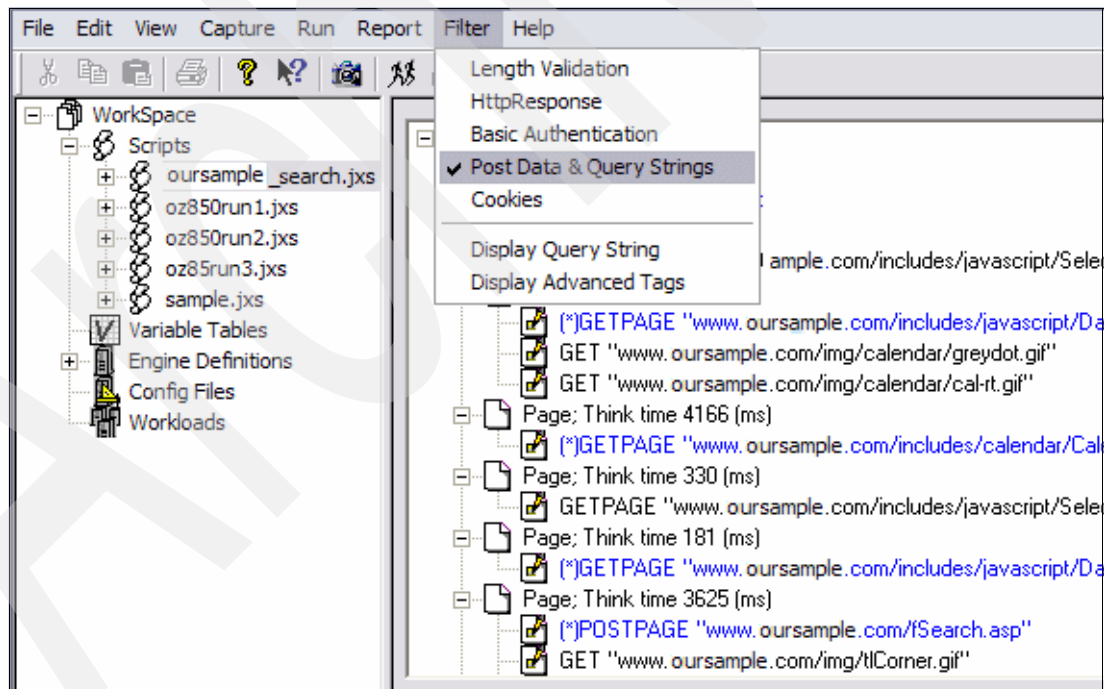 File Edit View Capture Run Report Filter Help
Length Validation
HttpResponse
Basic Authentication
Post Data & Query Strings
Cookies
Display Query String
Display Advanced Tags
WorkSpace
Scripts
oursample _search.jxs
oz850run1.jxs
oz850run2.jxs
oz85run3.jxs
sample.jxs
Variable Tables
Engine Definitions
Config Files
Workloads
ample.com/includes/javascript/Selec
(*)GETPAGE "www.oursample.com/includes/javascript/Da
GET "www.oursample.com/img/calendar/greydot.gif"
GET "www.oursample.com/img/calendar/cal-rt.gif"
Page; Think time 4166 (ms)
(*)GETPAGE "www.oursample.com/includes/calendar/Cale
Page; Think time 330 (ms)
GETPAGE "www.oursample.com/includes/javascript/Selec
Page; Think time 181 (ms)
(*)GETPAGE "www.oursample.com/includes/javascript/Da
Page; Think time 3625 (ms)
(*)POSTPAGE "www.oursample.com/fSearch.asp"
GET "www.oursample.com/img/tlCorner.gif"